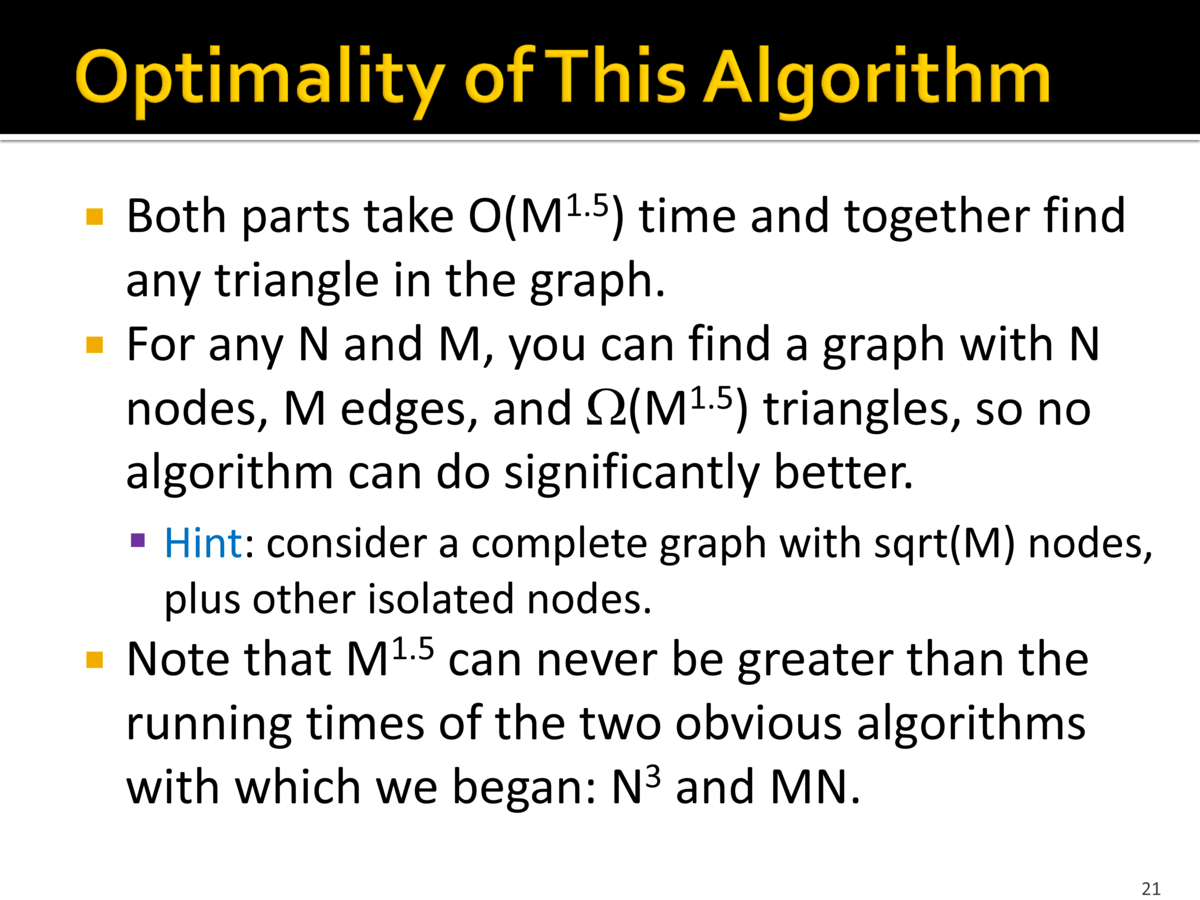 Optimality of This Algorithm
▪ Both parts take O(M^1.5) time and together find
any triangle in the graph.
▪ For any N and M, you can find a graph with N
nodes, M edges, and Ω(M^1.5) triangles, so no
algorithm can do significantly better.
▪ Hint: consider a complete graph with sqrt(M) nodes,
plus other isolated nodes.
▪ Note that M^1.5 can never be greater than the
running times of the two obvious algorithms
with which we began: N^3 and MN.
21